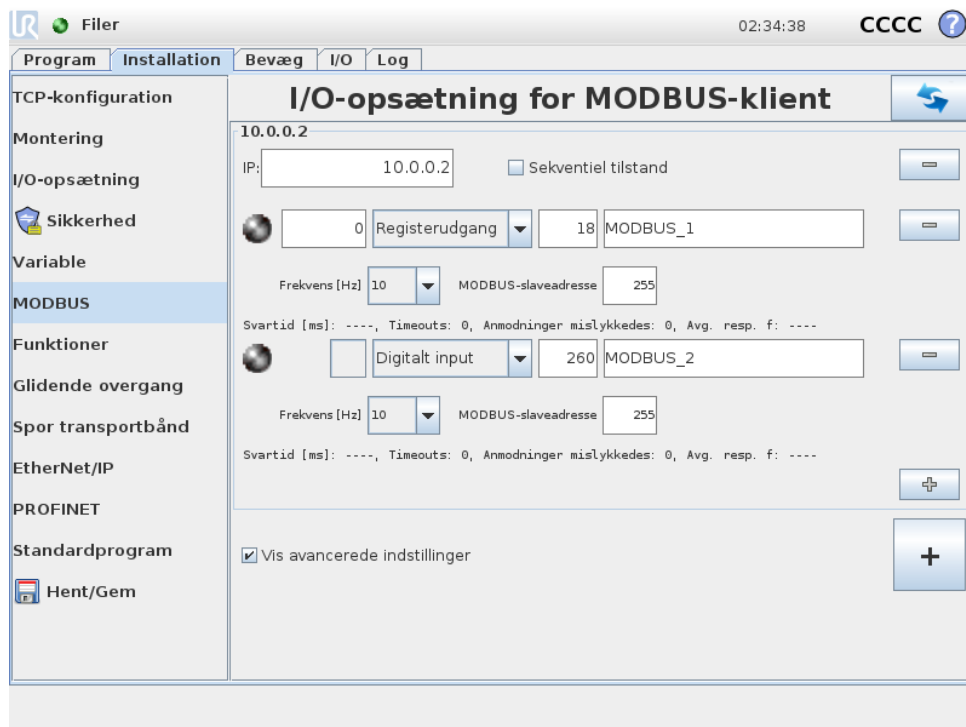 UR Filer 02:34:38 CCCC ?
Program Installation Bevæg I/O Log
TCP-konfiguration
Montering
I/O-opsætning
Sikkerhed
Variable
MODBUS
Funktioner
Glidende overgang
Spor transportbånd
EtherNet/IP
PROFINET
Standardprogram
Hent/Gem
I/O-opsætning for MODBUS-klient
10.0.0.2
IP: 10.0.0.2 Sekventiel tilstand
0 Registerudgang 18 MODBUS_1
Frekvens [Hz] 10 MODBUS-slaveadresse 255
Svartid [ms]: ----, Timeouts: 0, Anmodninger mislykkedes: 0, Avg. resp. f: ----
Digitalt input 260 MODBUS_2
Frekvens [Hz] 10 MODBUS-slaveadresse 255
Svartid [ms]: ----, Timeouts: 0, Anmodninger mislykkedes: 0, Avg. resp. f: ----
Vis avancerede indstillinger